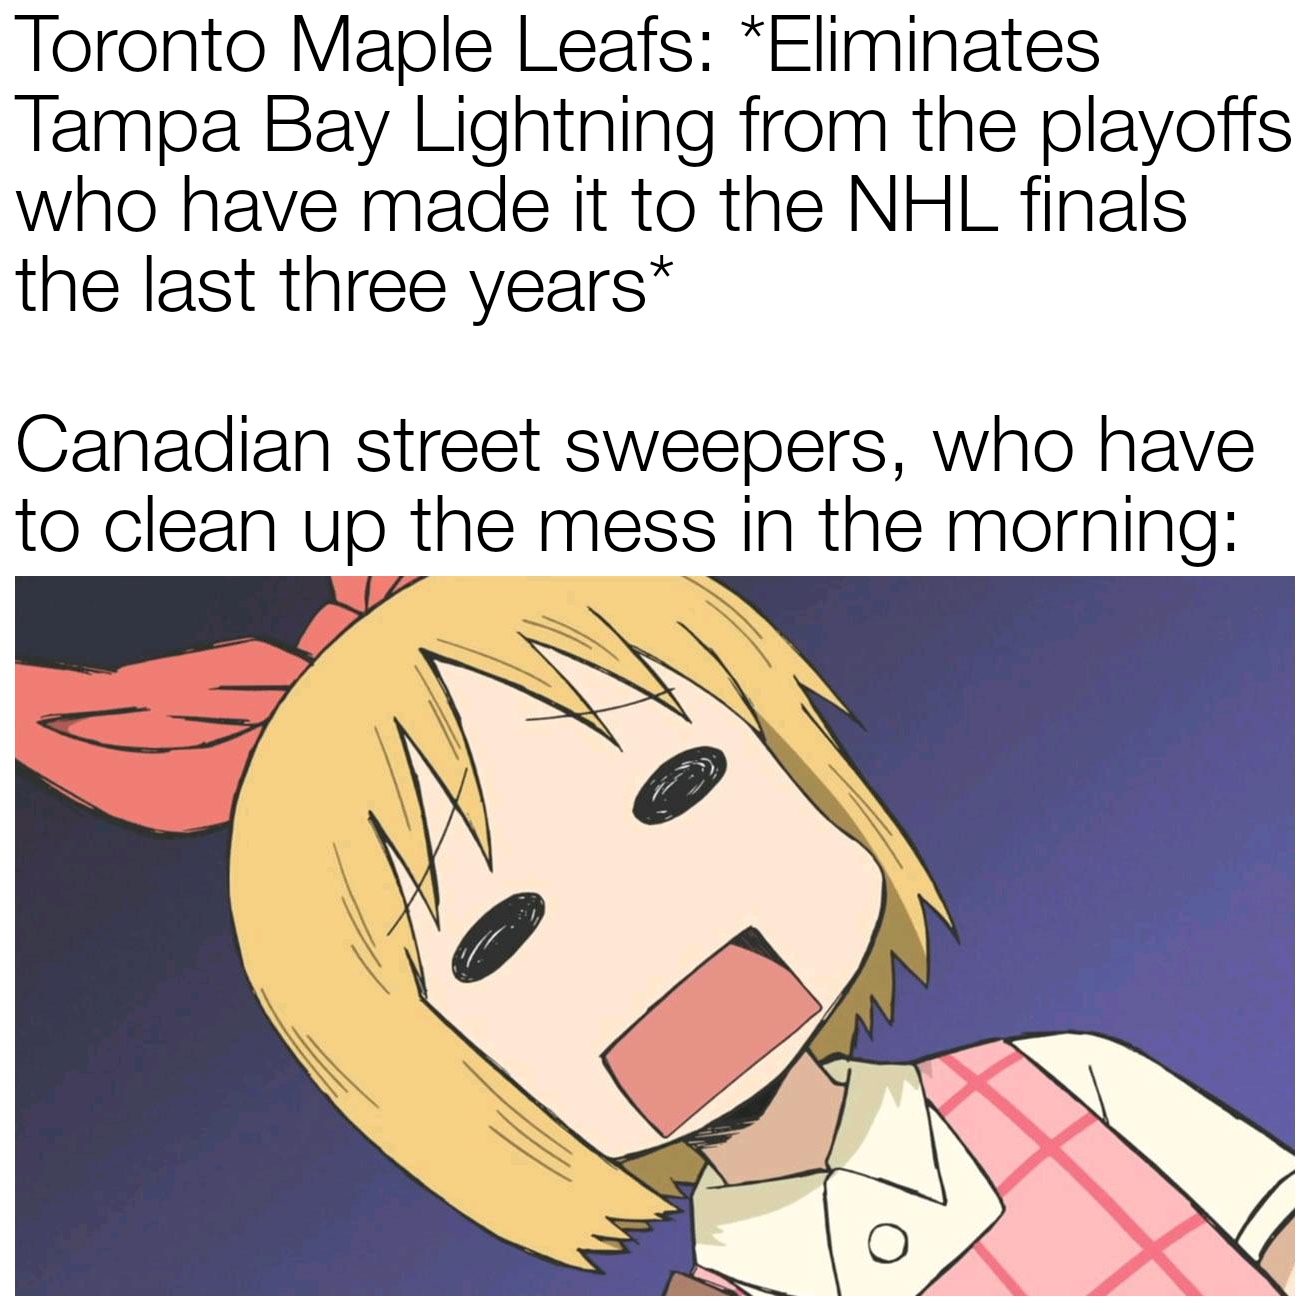 Toronto Maple Leafs: *Eliminates
Tampa Bay Lightning from the playoffs
who have made it to the NHL finals
the last three years*
Canadian street sweepers, who have
to clean up the mess in the morning: